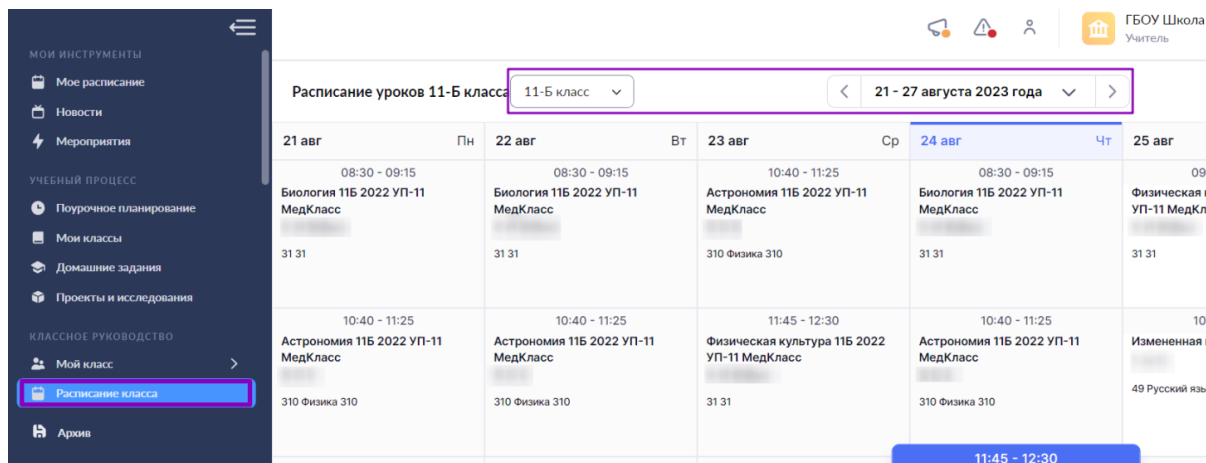 ГБОУ Школа
Учитель
МОИ ИНСТРУМЕНТЫ
Мое расписание
Новости
Мероприятия
УЧЕБНЫЙ ПРОЦЕСС
Поурочное планирование
Мои классы
Домашние задания
Проекты и исследования
КЛАССНОЕ РУКОВОДСТВО
Мой класс
Расписание класса
Архив
Расписание уроков 11-Б класса
11-Б класс
21 - 27 августа 2023 года
21 авг Пн
22 авг Вт
23 авг Ср
24 авг Чт
25 авг
08:30 - 09:15
Биология 11Б 2022 УП-11
МедКласс
31 31
08:30 - 09:15
Биология 11Б 2022 УП-11
МедКласс
31 31
10:40 - 11:25
Астрономия 11Б 2022 УП-11
МедКласс
310 Физика 310
08:30 - 09:15
Биология 11Б 2022 УП-11
МедКласс
31 31
09
Физическая
УП-11 МедКл
31 31
10:40 - 11:25
Астрономия 11Б 2022 УП-11
МедКласс
310 Физика 310
10:40 - 11:25
Астрономия 11Б 2022 УП-11
МедКласс
310 Физика 310
11:45 - 12:30
Физическая культура 11Б 2022
УП-11 МедКласс
31 31
10:40 - 11:25
Астрономия 11Б 2022 УП-11
МедКласс
310 Физика 310
10
Измененная
49 Русский язы
11:45 - 12:30